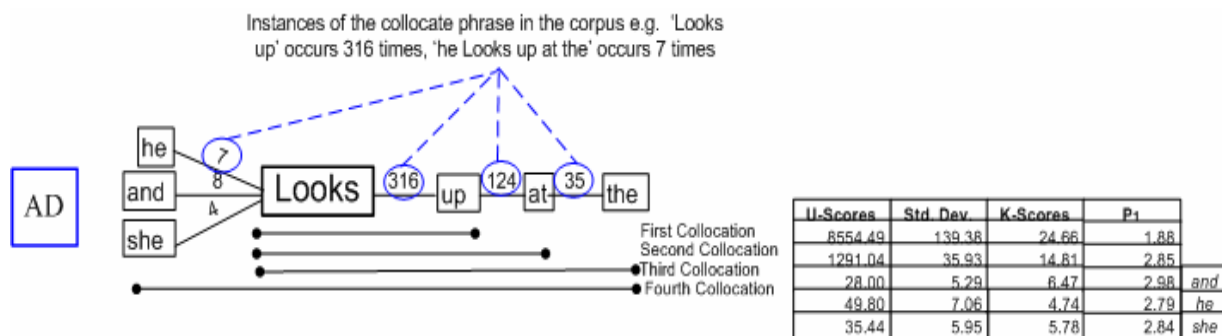 Instances of the collocate phrase in the corpus e.g. 'Looks
up' occurs 316 times, 'he Looks up at the' occurs 7 times
he
7
AD
and
8
Looks
316
up
124
at
35
the
4
she
First Collocation
Second Collocation
Third Collocation
Fourth Collocation
U-Scores Std. Dev. K-Scores P1
8554.49 139.38 24.66 1.88
1291.04 35.93 14.81 2.85
28.00 5.29 6.47 2.98 and
49.80 7.06 4.74 2.79 he
35.44 5.95 5.78 2.84 she